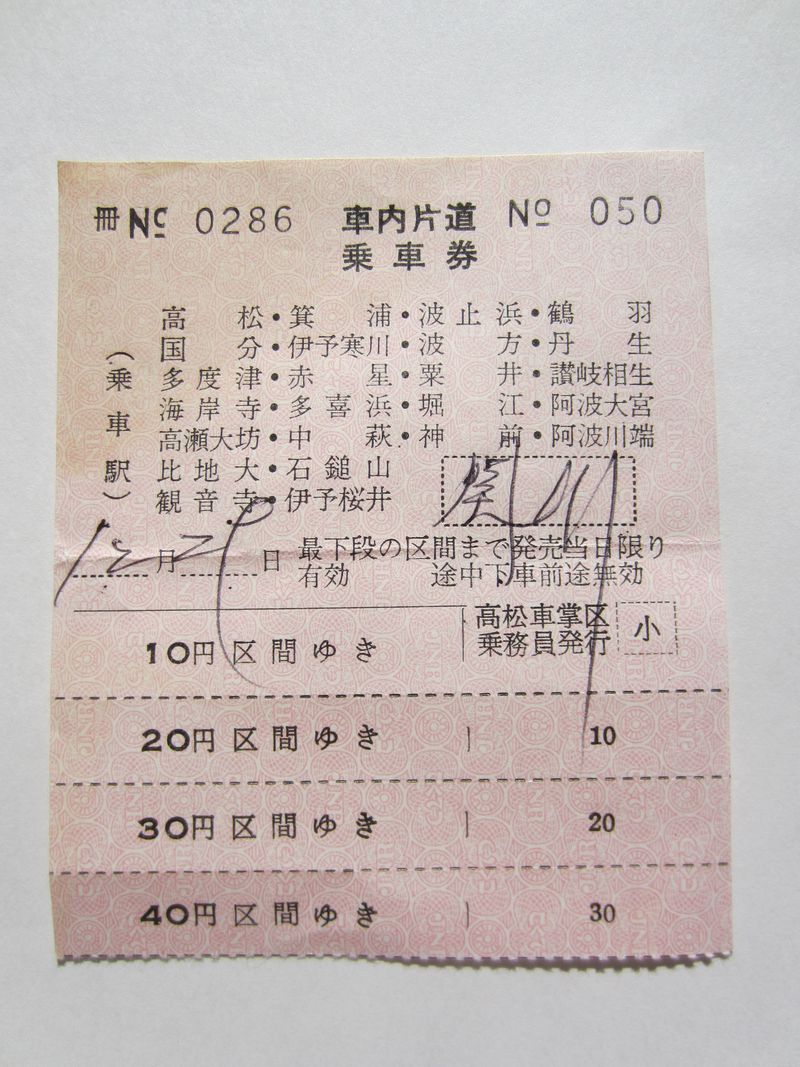 冊 No 0286 車内片道 No 050
乗車券
(乗車駅)
高松・箕浦・波止浜・鶴羽
国分・伊予寒川・波方・丹生
多度津・赤星・粟井・讃岐相生
海岸寺・多喜浜・堀江・阿波大宮
高瀬大坊・中萩・神前・阿波川端
比地大・石鎚山
観音寺・伊予桜井
関川
12月29日 最下段の区間まで発売当日限り
有効 途中下車前途無効
高松車掌区
乗務員発行 小
10円区間ゆき
20円区間ゆき 10
30円区間ゆき 20
40円区間ゆき 30